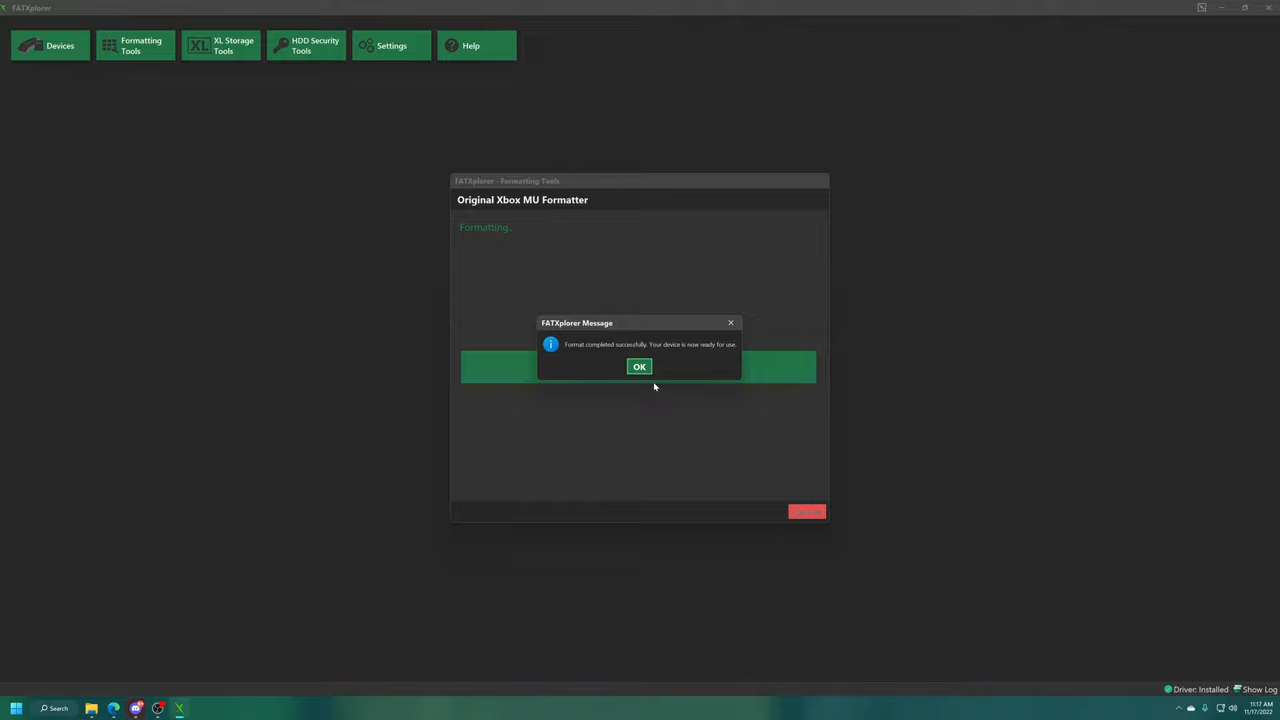 FATXplorer
Devices
Formatting
Tools
XL
XL Storage
Tools
HDD Security
Tools
Settings
Help
FATXplorer - Formatting Tools
Original Xbox MU Formatter
Formatting..
FATXplorer Message
Format completed successfully. Your device is now ready for use.
OK
Driver: Installed
Show Log
Search
11:17 AM
11/17/2022